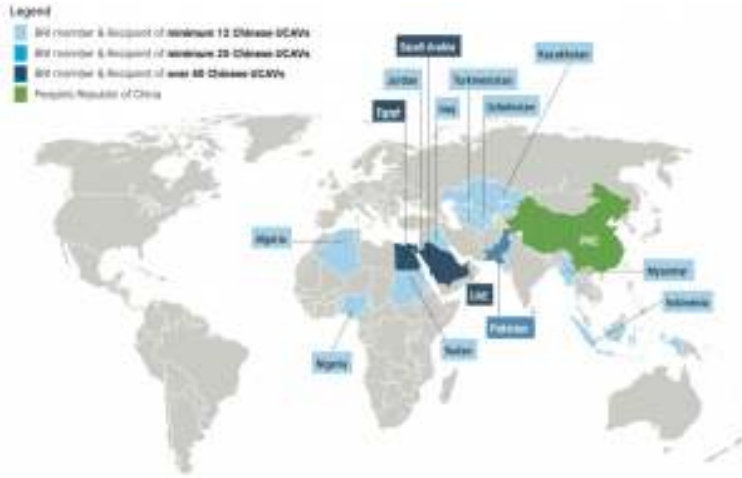 Legend
BRI member & Recipient of minimum 12 Chinese UCAVs
BRI member & Recipient of minimum 25 Chinese UCAVs
BRI member & Recipient of over 40 Chinese UCAVs
People's Republic of China
Saudi Arabia
Kazakhstan
Jordan
Turkmenistan
Egypt
Iraq
Uzbekistan
Algeria
PRC
Myanmar
UAE
Indonesia
Pakistan
Sudan
Nigeria